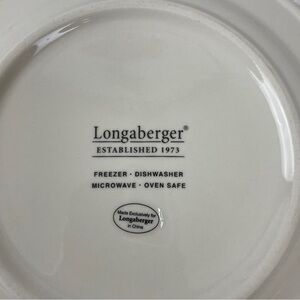 Longaberger®
ESTABLISHED 1973
FREEZER · DISHWASHER
MICROWAVE · OVEN SAFE
Made Exclusively for
Longaberger
in China